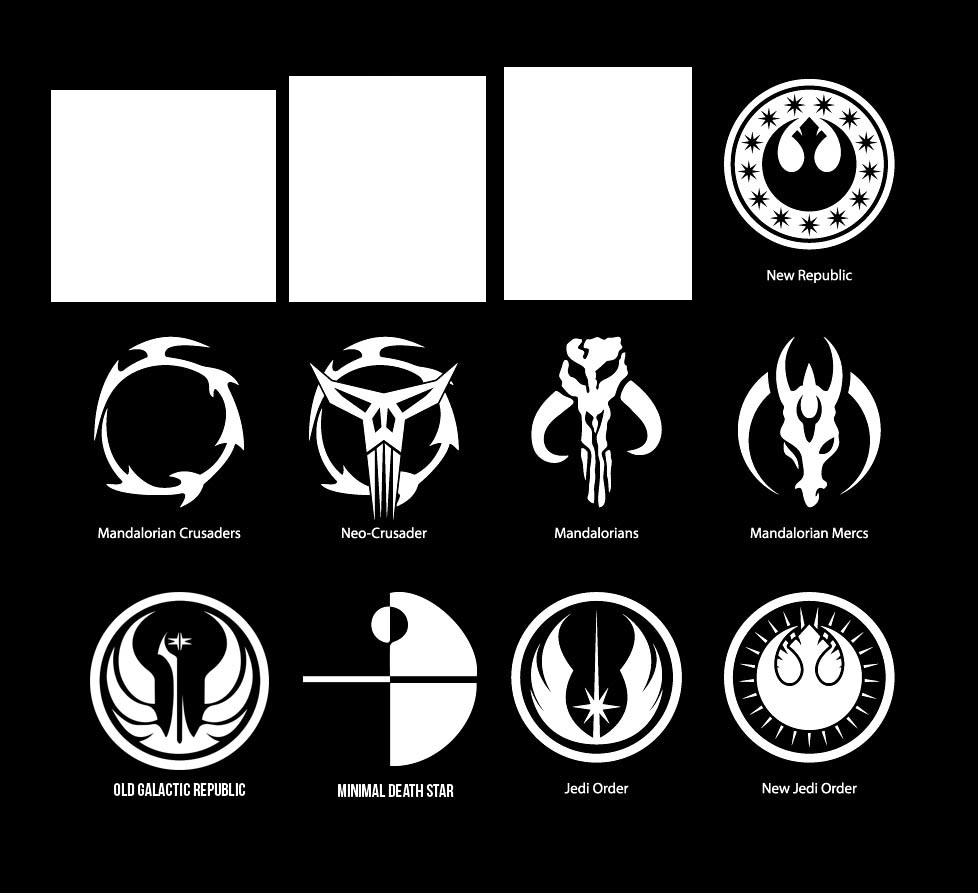 New Republic
Mandalorian Crusaders
Neo-Crusader
Mandalorians
Mandalorian Mercs
OLD GALACTIC REPUBLIC
MINIMAL DEATH STAR
Jedi Order
New Jedi Order